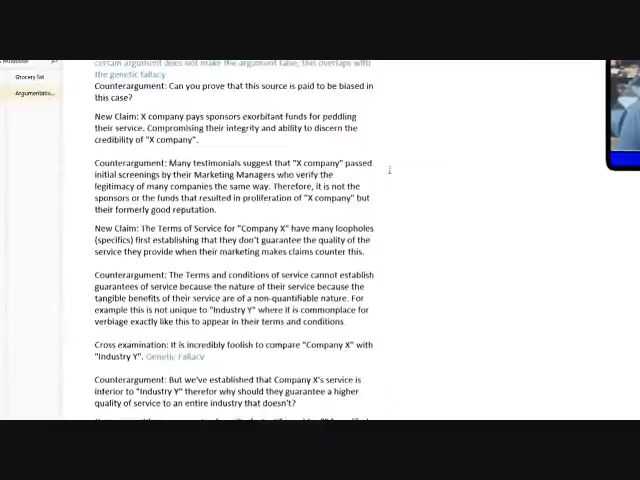 Grocery list
Argumentatio...
certain argument does not make the argument false, this overlaps with
the genetic fallacy
Counterargument: Can you prove that this source is paid to be biased in
this case?
New Claim: X company pays sponsors exorbitant funds for peddling
their service. Compromising their integrity and ability to discern the
credibility of "X company".
Counterargument: Many testimonials suggest that "X company" passed
initial screenings by their Marketing Managers who verify the
legitimacy of many companies the same way. Therefore, it is not the
sponsors or the funds that resulted in proliferation of "X company" but
their formerly good reputation.
New Claim: The Terms of Service for "Company X" have many loopholes
(specifics) first establishing that they don't guarantee the quality of the
service they provide when their marketing makes claims counter this.
Counterargument: The Terms and conditions of service cannot establish
guarantees of service because the nature of their service because the
tangible benefits of their service are of a non-quantifiable nature. For
example this is not unique to "Industry Y" where it is commonplace for
verbiage exactly like this to appear in their terms and conditions
Cross examination: It is incredibly foolish to compare "Company X" with
"Industry Y". Genetic Fallacy
Counterargument: But we've established that Company X's service is
inferior to "Industry Y" therefor why should they guarantee a higher
quality of service to an entire industry that doesn't?